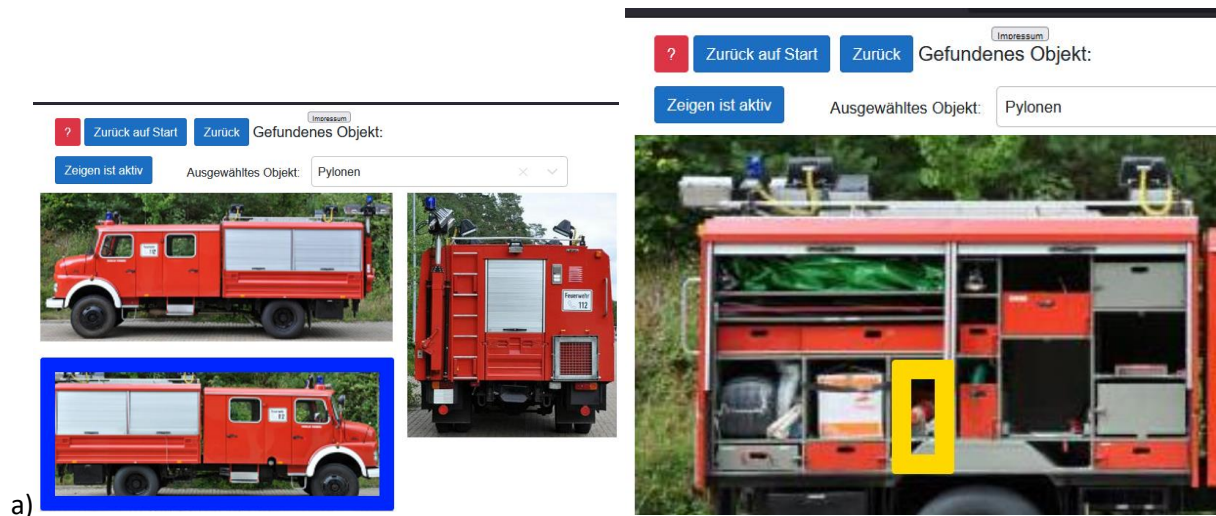 Impressum
? Zurück auf Start Zurück Gefundenes Objekt:
Zeigen ist aktiv Ausgewähltes Objekt: Pylonen
Feuerwehr
112
a)
Impressum
? Zurück auf Start Zurück Gefundenes Objekt:
Zeigen ist aktiv Ausgewähltes Objekt: Pylonen